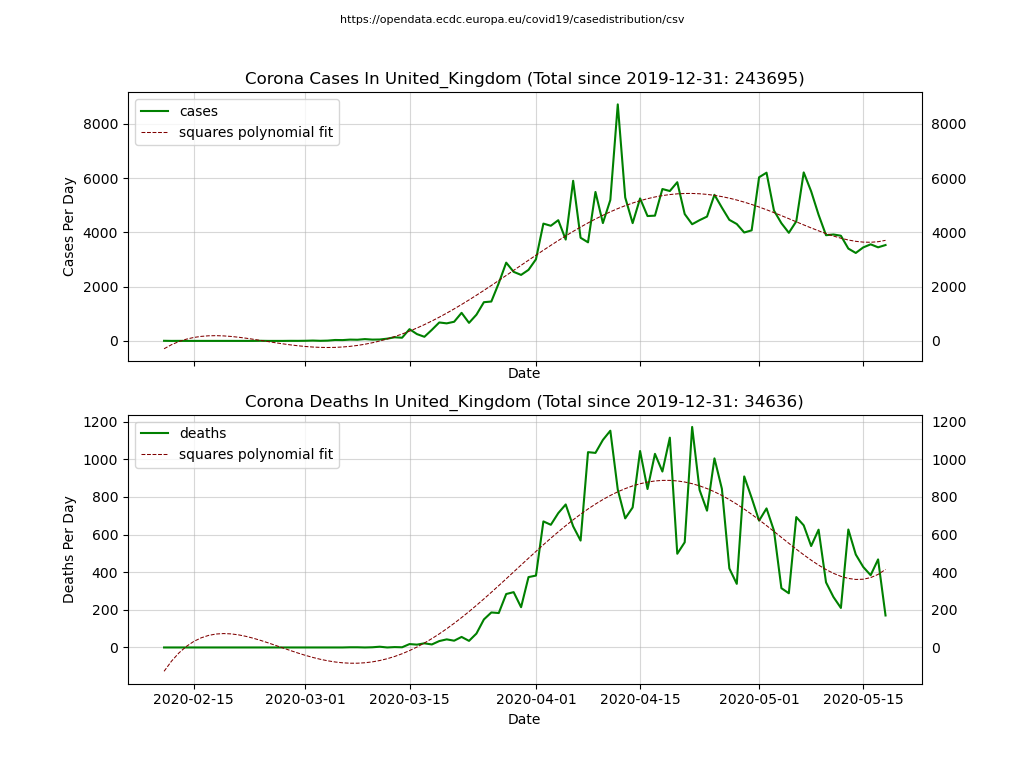 https://opendata.ecdc.europa.eu/covid19/casedistribution/csv
Corona Cases In United_Kingdom (Total since 2019-12-31: 243695)
cases
squares polynomial fit
Cases Per Day
8000
6000
4000
2000
0
8000
6000
4000
2000
0
Date
Corona Deaths In United_Kingdom (Total since 2019-12-31: 34636)
deaths
squares polynomial fit
Deaths Per Day
1200
1000
800
600
400
200
0
1200
1000
800
600
400
200
0
2020-02-15 2020-03-01 2020-03-15 2020-04-01 2020-04-15 2020-05-01 2020-05-15
Date